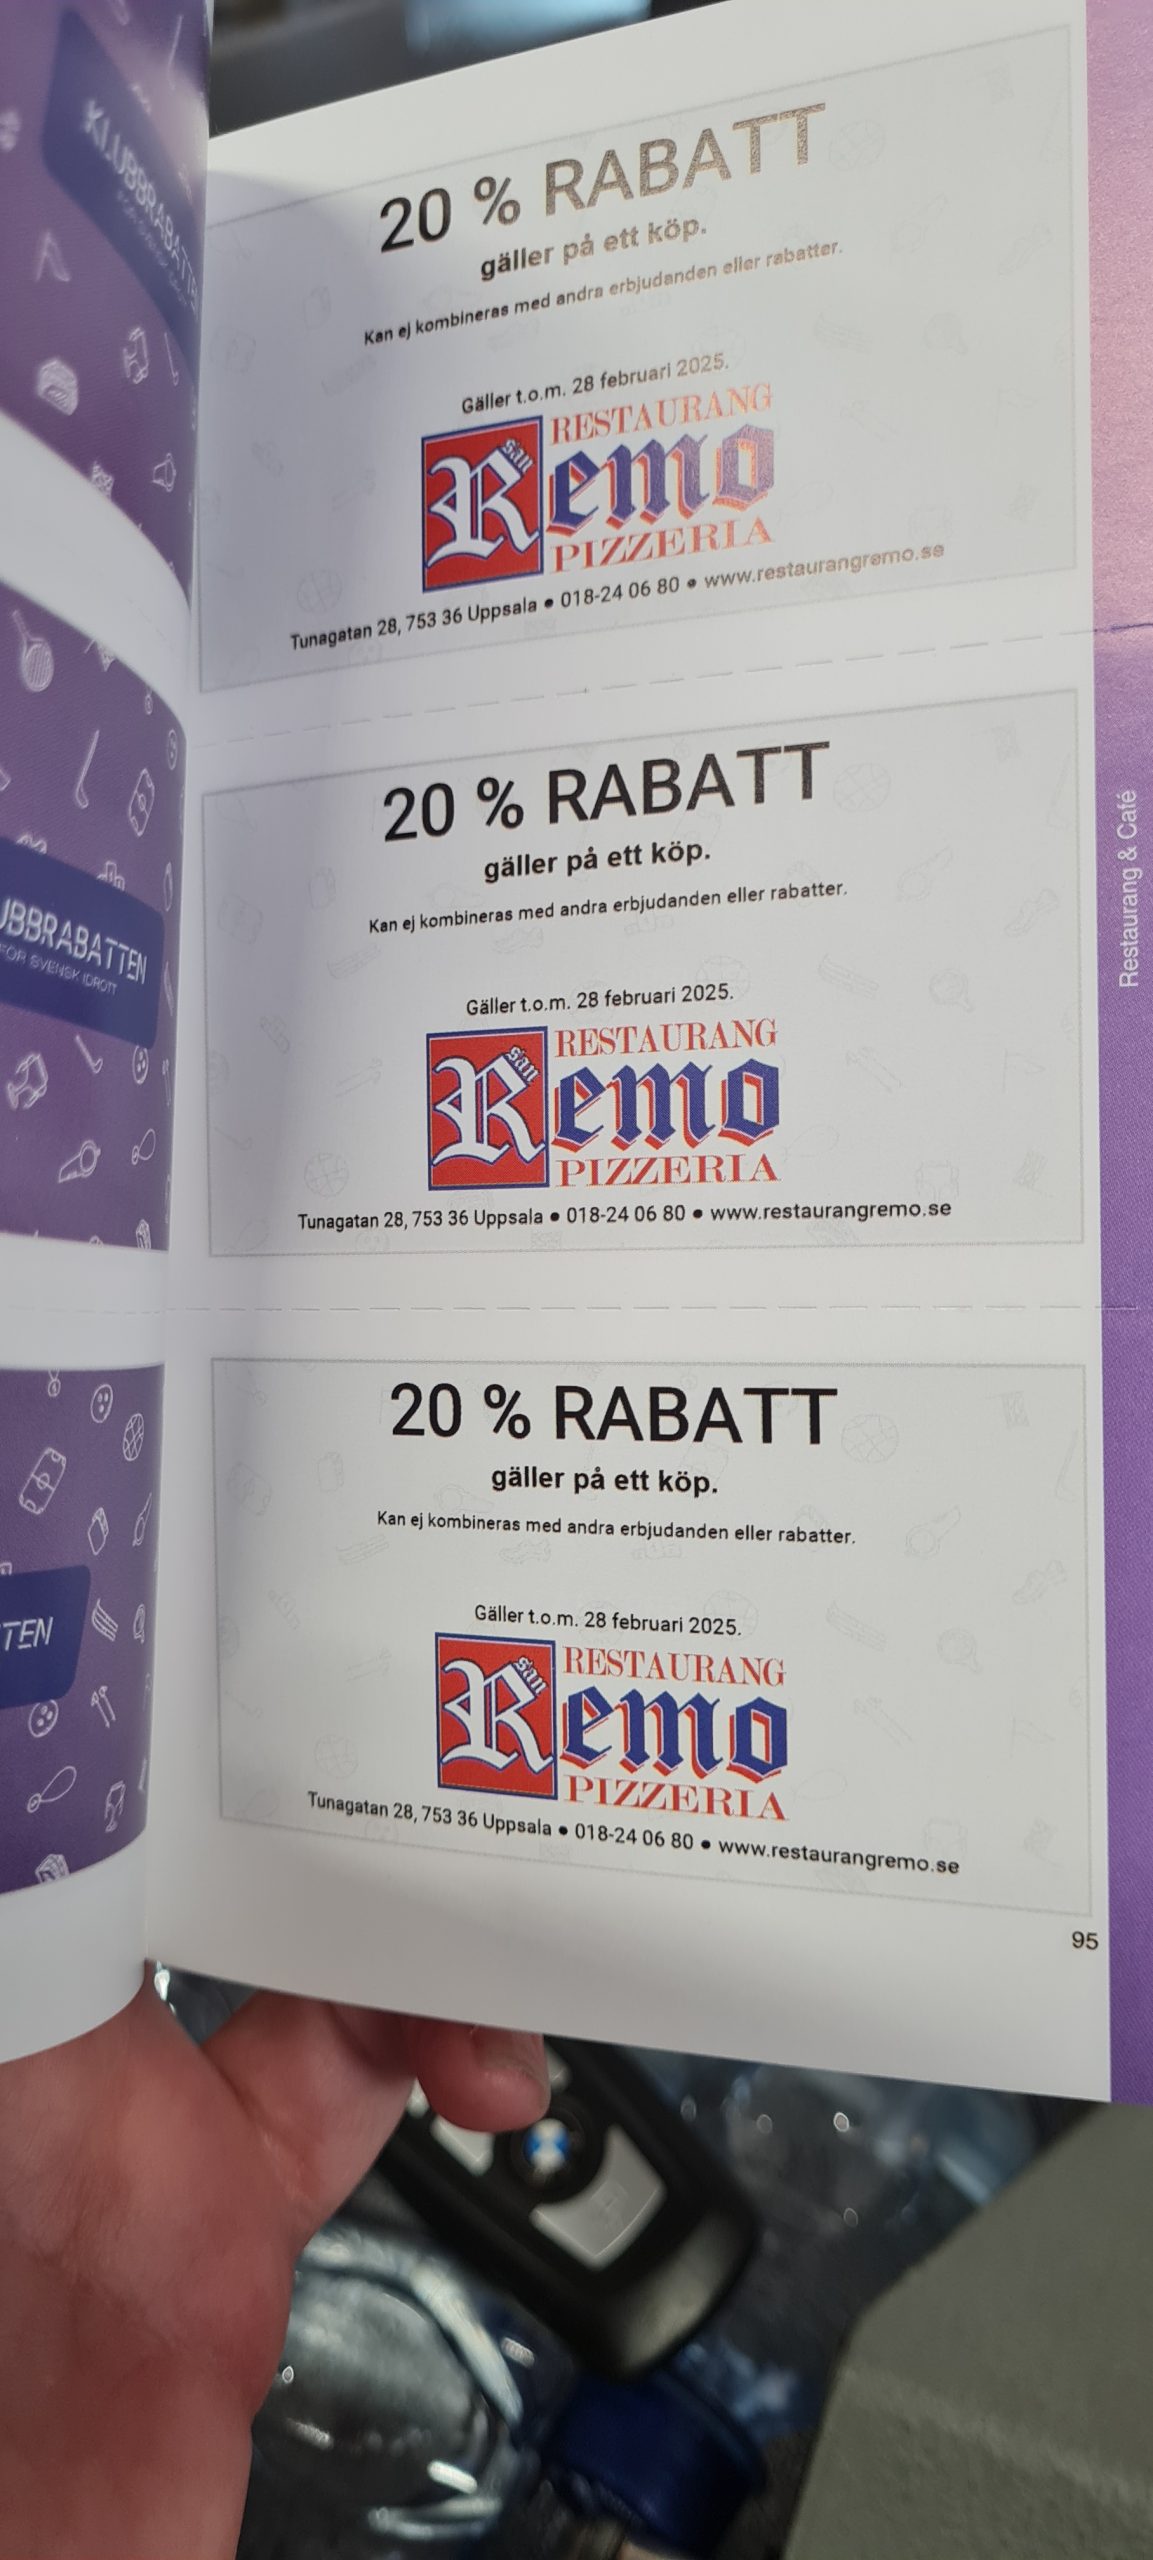 KLUBBRABATTEN
20 % RABATT
gäller på ett köp.
Kan ej kombineras med andra erbjudanden eller rabatter.
Gäller t.o.m. 28 februari 2025.
RESTAURANG
san Remo
PIZZERIA
Tunagatan 28, 753 36 Uppsala • 018-24 06 80 • www.restaurangremo.se
UBBRABATTEN
FÖR SVENSK IDROTT
20 % RABATT
gäller på ett köp.
Kan ej kombineras med andra erbjudanden eller rabatter.
Gäller t.o.m. 28 februari 2025.
RESTAURANG
san Remo
PIZZERIA
Tunagatan 28, 753 36 Uppsala • 018-24 06 80 • www.restaurangremo.se
Restaurang & Café
TEN
20 % RABATT
gäller på ett köp.
Kan ej kombineras med andra erbjudanden eller rabatter.
Gäller t.o.m. 28 februari 2025.
RESTAURANG
san Remo
PIZZERIA
Tunagatan 28, 753 36 Uppsala • 018-24 06 80 • www.restaurangremo.se
95